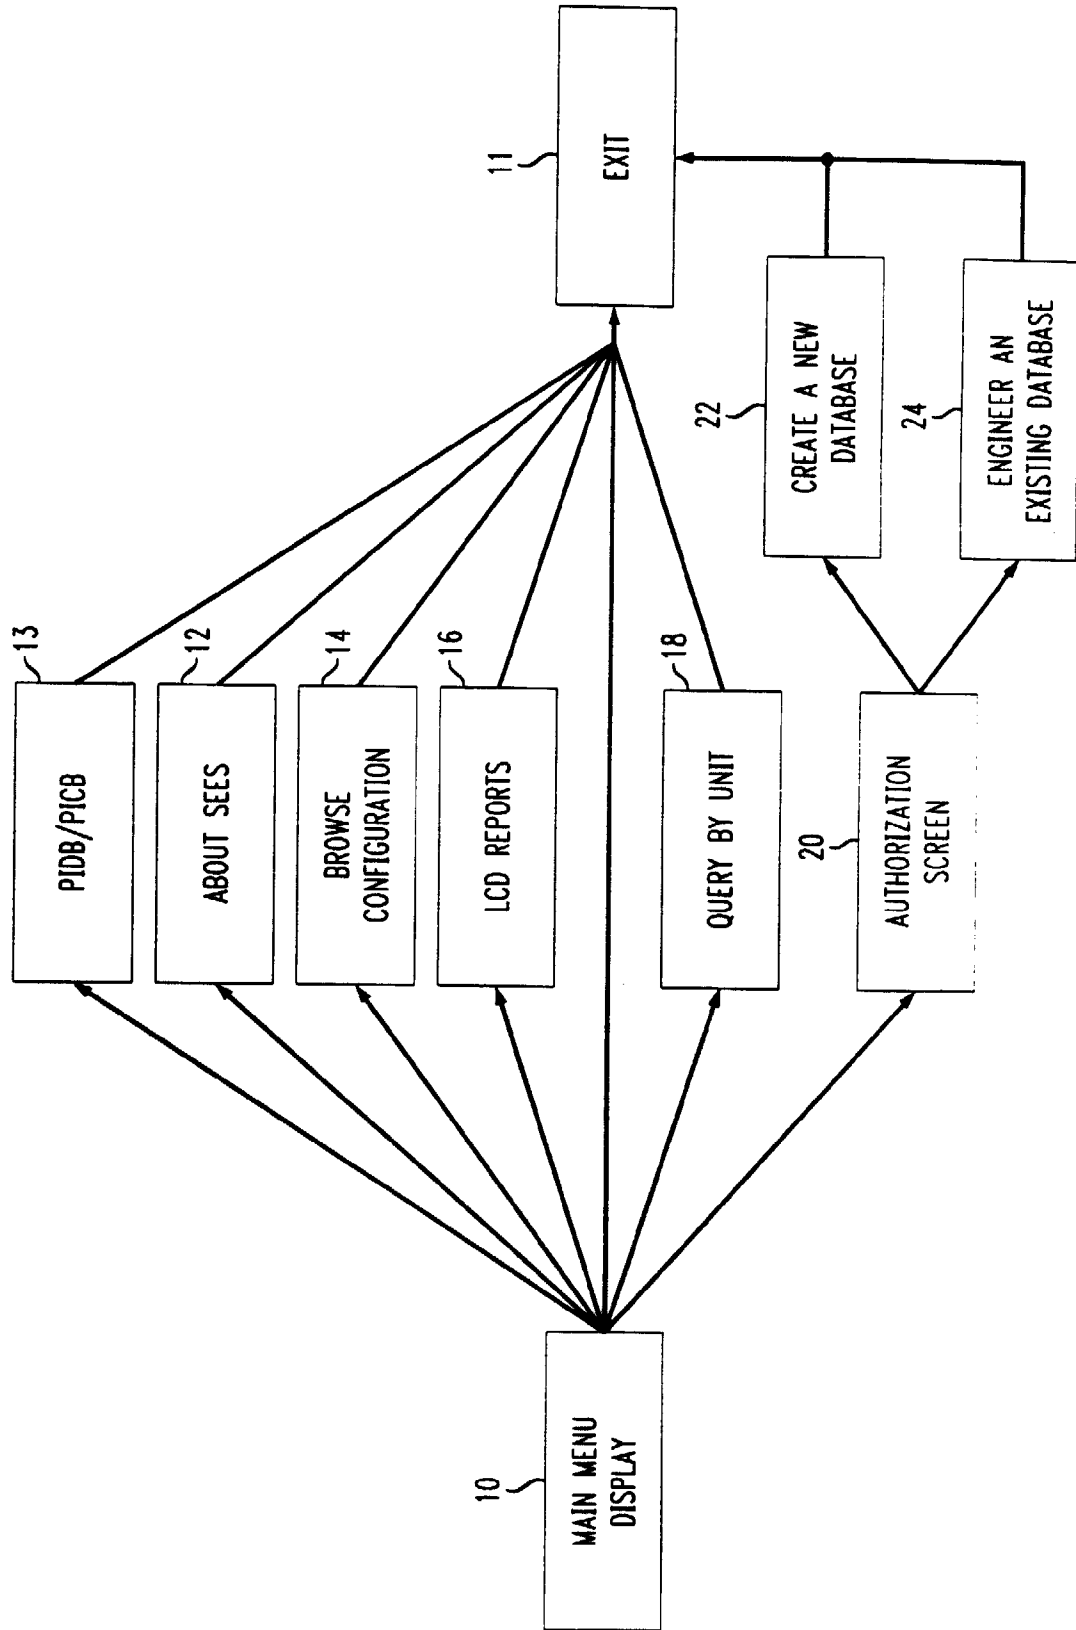 10
MAIN MENU
DISPLAY
13
PIDB/PICB
12
ABOUT SEES
14
BROWSE
CONFIGURATION
16
LCD REPORTS
18
QUERY BY UNIT
20
AUTHORIZATION
SCREEN
11
EXIT
22
CREATE A NEW
DATABASE
24
ENGINEER AN
EXISTING DATABASE